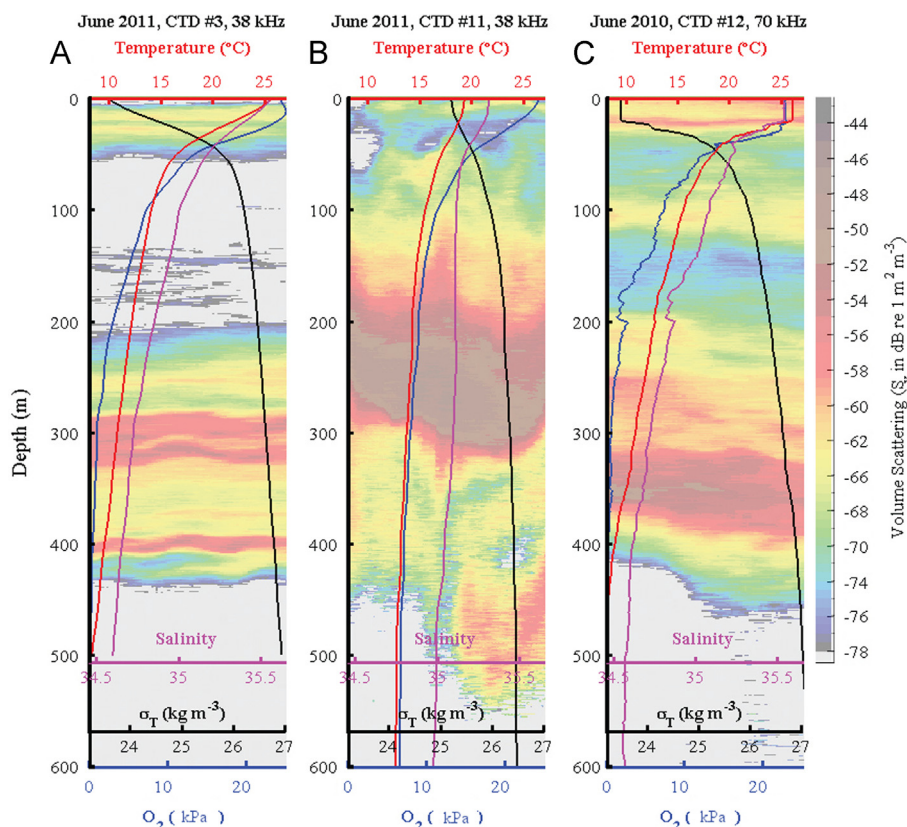 June 2011, CTD #3, 38 kHz
June 2011, CTD #11, 38 kHz
June 2010, CTD #12, 70 kHz
A
Temperature (°C)
B
Temperature (°C)
C
Temperature (°C)
10 15 20 25
10 15 20 25
10 15 20 25
0
100
200
300
400
500
600
Depth (m)
0
100
200
300
400
500
600
0
100
200
300
400
500
600
Salinity
34.5 35 35.5
Salinity
34.5 35 35.5
Salinity
34.5 35 35.5
σT (kg m-3)
24 25 26 27
σT (kg m-3)
24 25 26 27
σT (kg m-3)
24 25 26 27
0 10 20
0 10 20
0 10 20
O2 (kPa)
O2 (kPa)
O2 (kPa)
-44
-46
-48
-50
-52
-54
-56
-58
-60
-62
-64
-66
-68
-70
-72
-74
-76
-78
Volume Scattering (Sv, in dB re 1 m2 m-3)